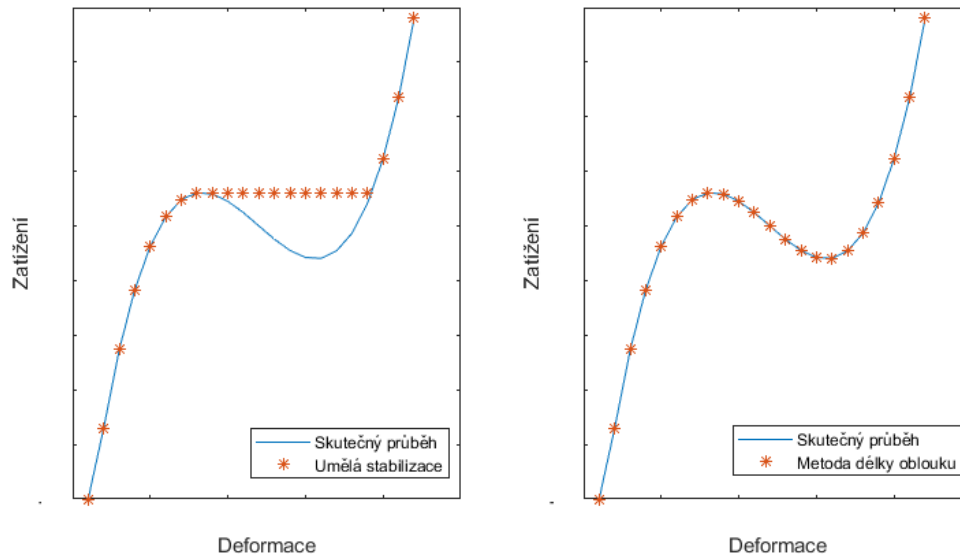 Zatížení
Skutečný průběh
Umělá stabilizace
Deformace
Zatížení
Skutečný průběh
Metoda délky oblouku
Deformace